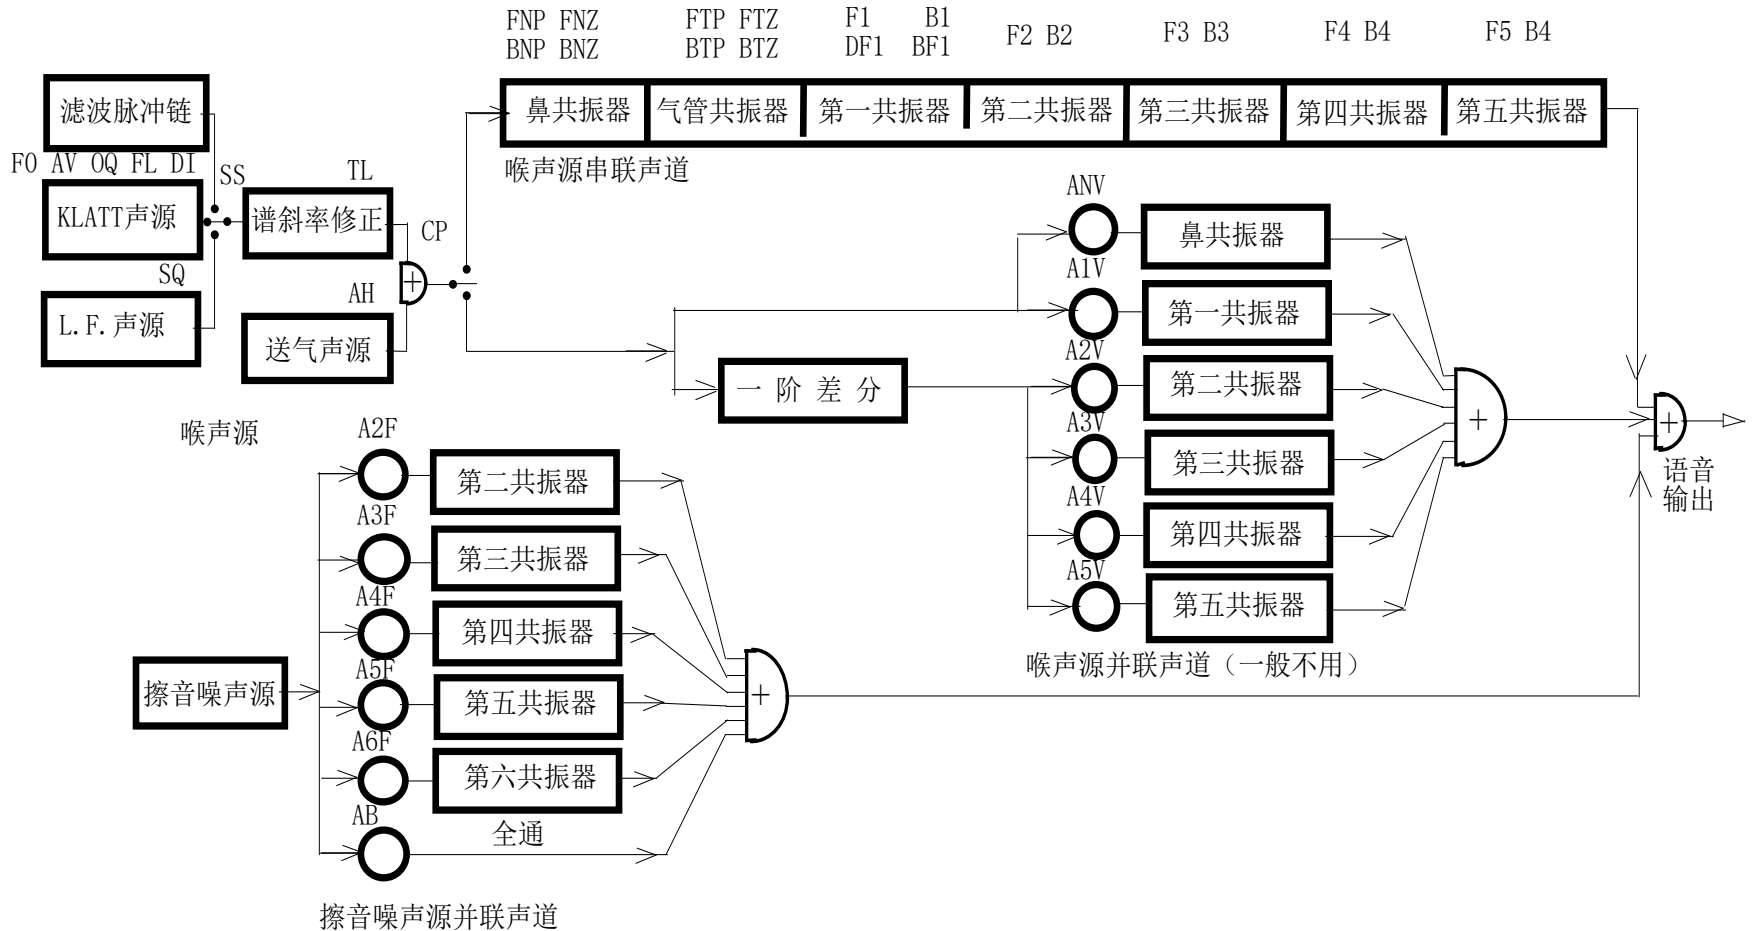 FNP FNZ
BNP BNZ
FTP FTZ
BTP BTZ
F1 B1
DF1 BF1
F2 B2
F3 B3
F4 B4
F5 B4
滤波脉冲链
鼻共振器
气管共振器
第一共振器
第二共振器
第三共振器
第四共振器
第五共振器
喉声源串联声道
F0 AV OQ FL DI
SS
TL
KLATT声源
谱斜率修正
CP
SQ
AH
L.F.声源
送气声源
喉声源
ANV
鼻共振器
A1V
第一共振器
A2V
一阶差分
第二共振器
A3V
第三共振器
A4V
第四共振器
A5V
第五共振器
喉声源并联声道（一般不用）
+
+
+
语音
输出
A2F
第二共振器
A3F
第三共振器
A4F
第四共振器
A5F
擦音噪声源
第五共振器
+
A6F
第六共振器
AB
全通
擦音噪声源并联声道